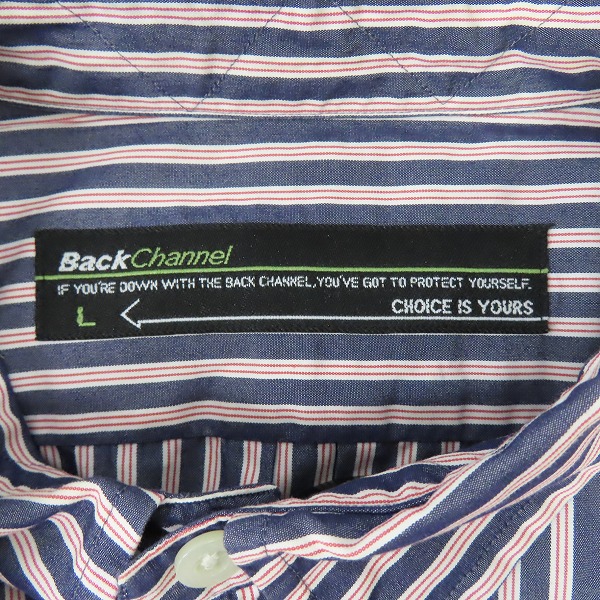 BackChannel
IF YOU'RE DOWN WITH THE BACK CHANNEL, YOU'VE GOT TO PROTECT YOURSELF.
L CHOICE IS YOURS